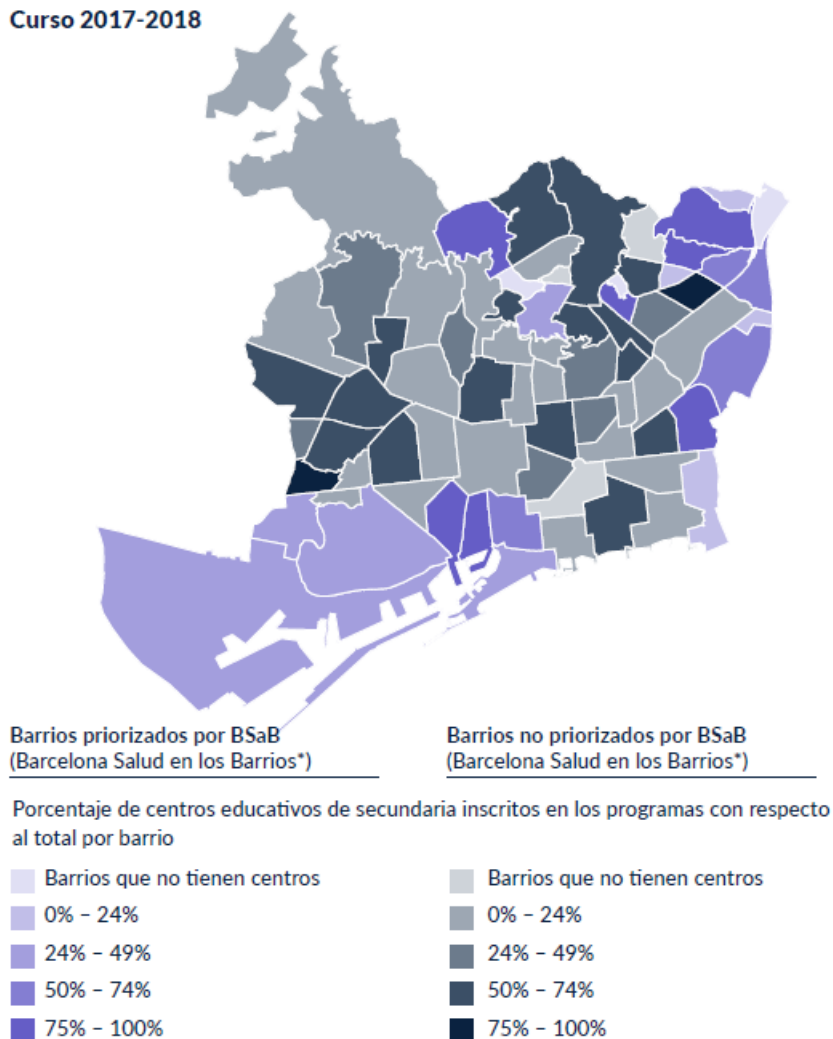 Curso 2017-2018
Barrios priorizados por BSaB
(Barcelona Salud en los Barrios*)
Barrios no priorizados por BSaB
(Barcelona Salud en los Barrios*)
Porcentaje de centros educativos de secundaria inscritos en los programas con respecto
al total por barrio
Barrios que no tienen centros
0% – 24%
24% – 49%
50% – 74%
75% – 100%
Barrios que no tienen centros
0% – 24%
24% – 49%
50% – 74%
75% – 100%